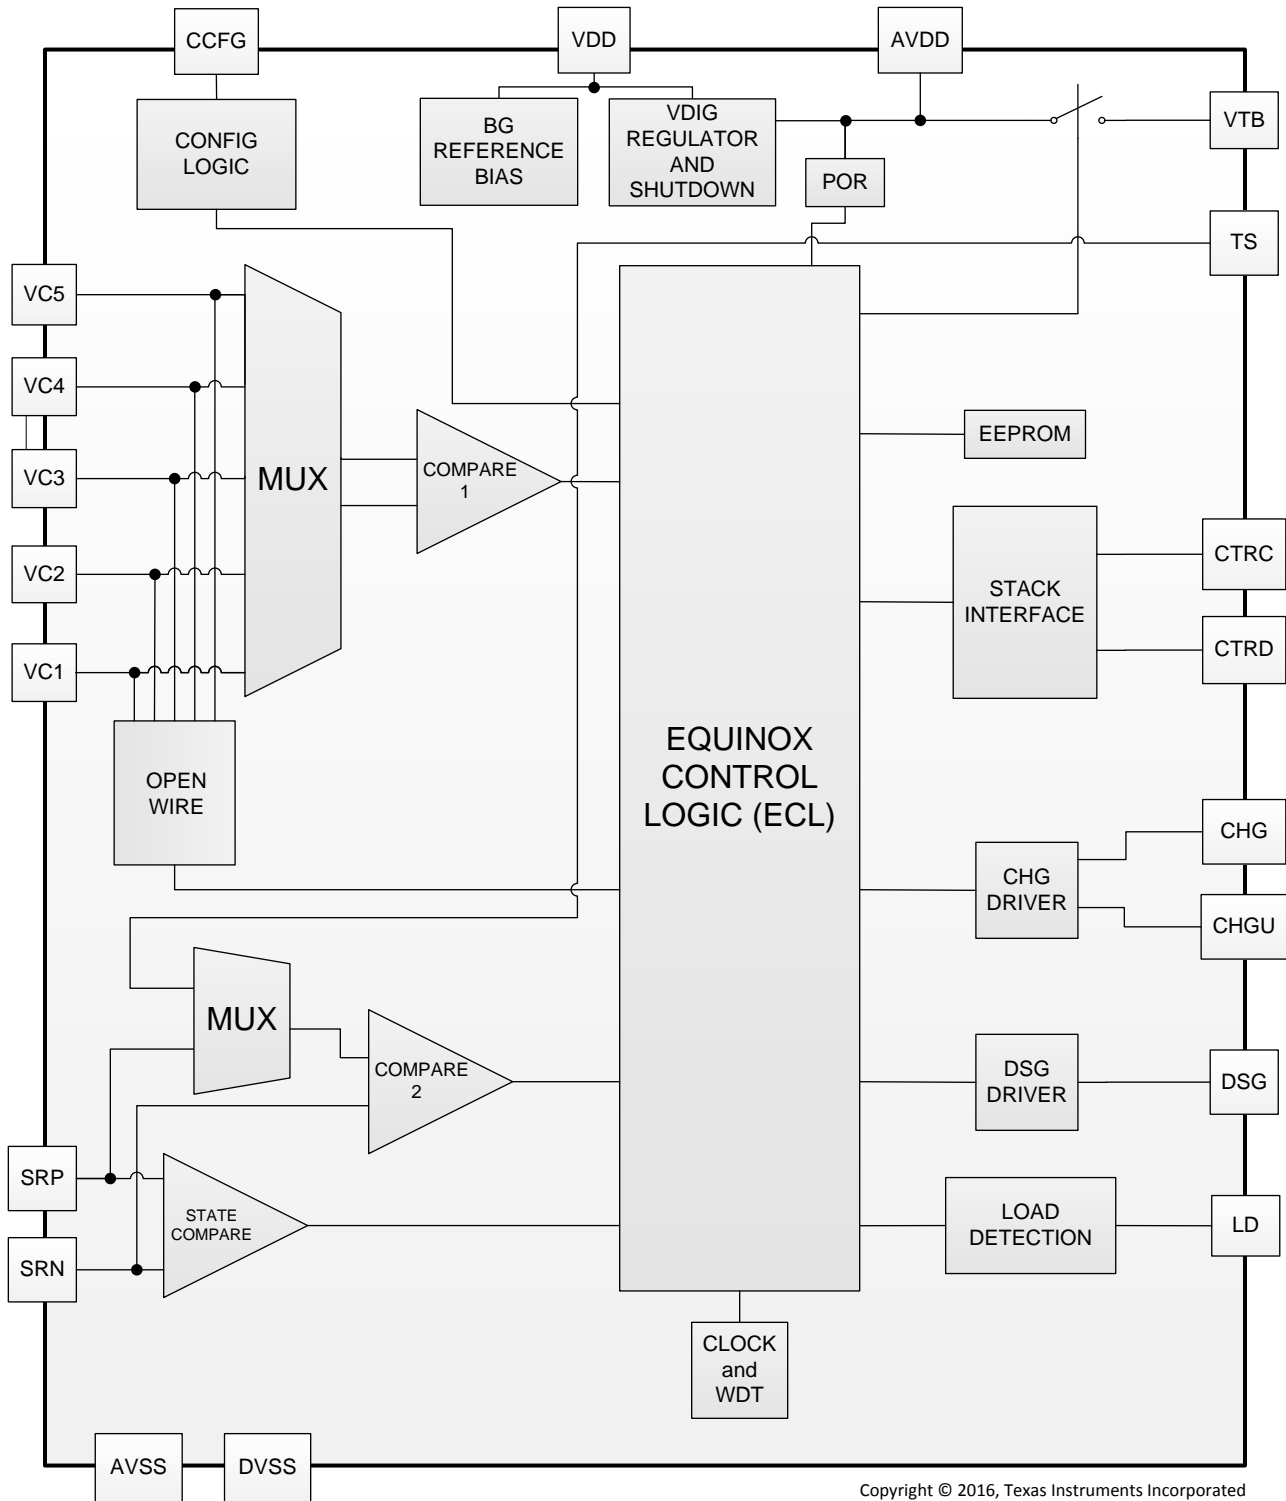 CCFG
VDD
AVDD
CONFIG
LOGIC
BG
REFERENCE
BIAS
VDIG
REGULATOR
AND
SHUTDOWN
POR
VTB
TS
VC5
VC4
VC3
VC2
VC1
MUX
COMPARE
1
EEPROM
STACK
INTERFACE
CTRC
CTRD
OPEN
WIRE
EQUINOX
CONTROL
LOGIC (ECL)
CHG
DRIVER
CHG
CHGU
MUX
COMPARE
2
DSG
DRIVER
DSG
SRP
SRN
STATE
COMPARE
LOAD
DETECTION
LD
CLOCK
and
WDT
AVSS
DVSS
Copyright © 2016, Texas Instruments Incorporated